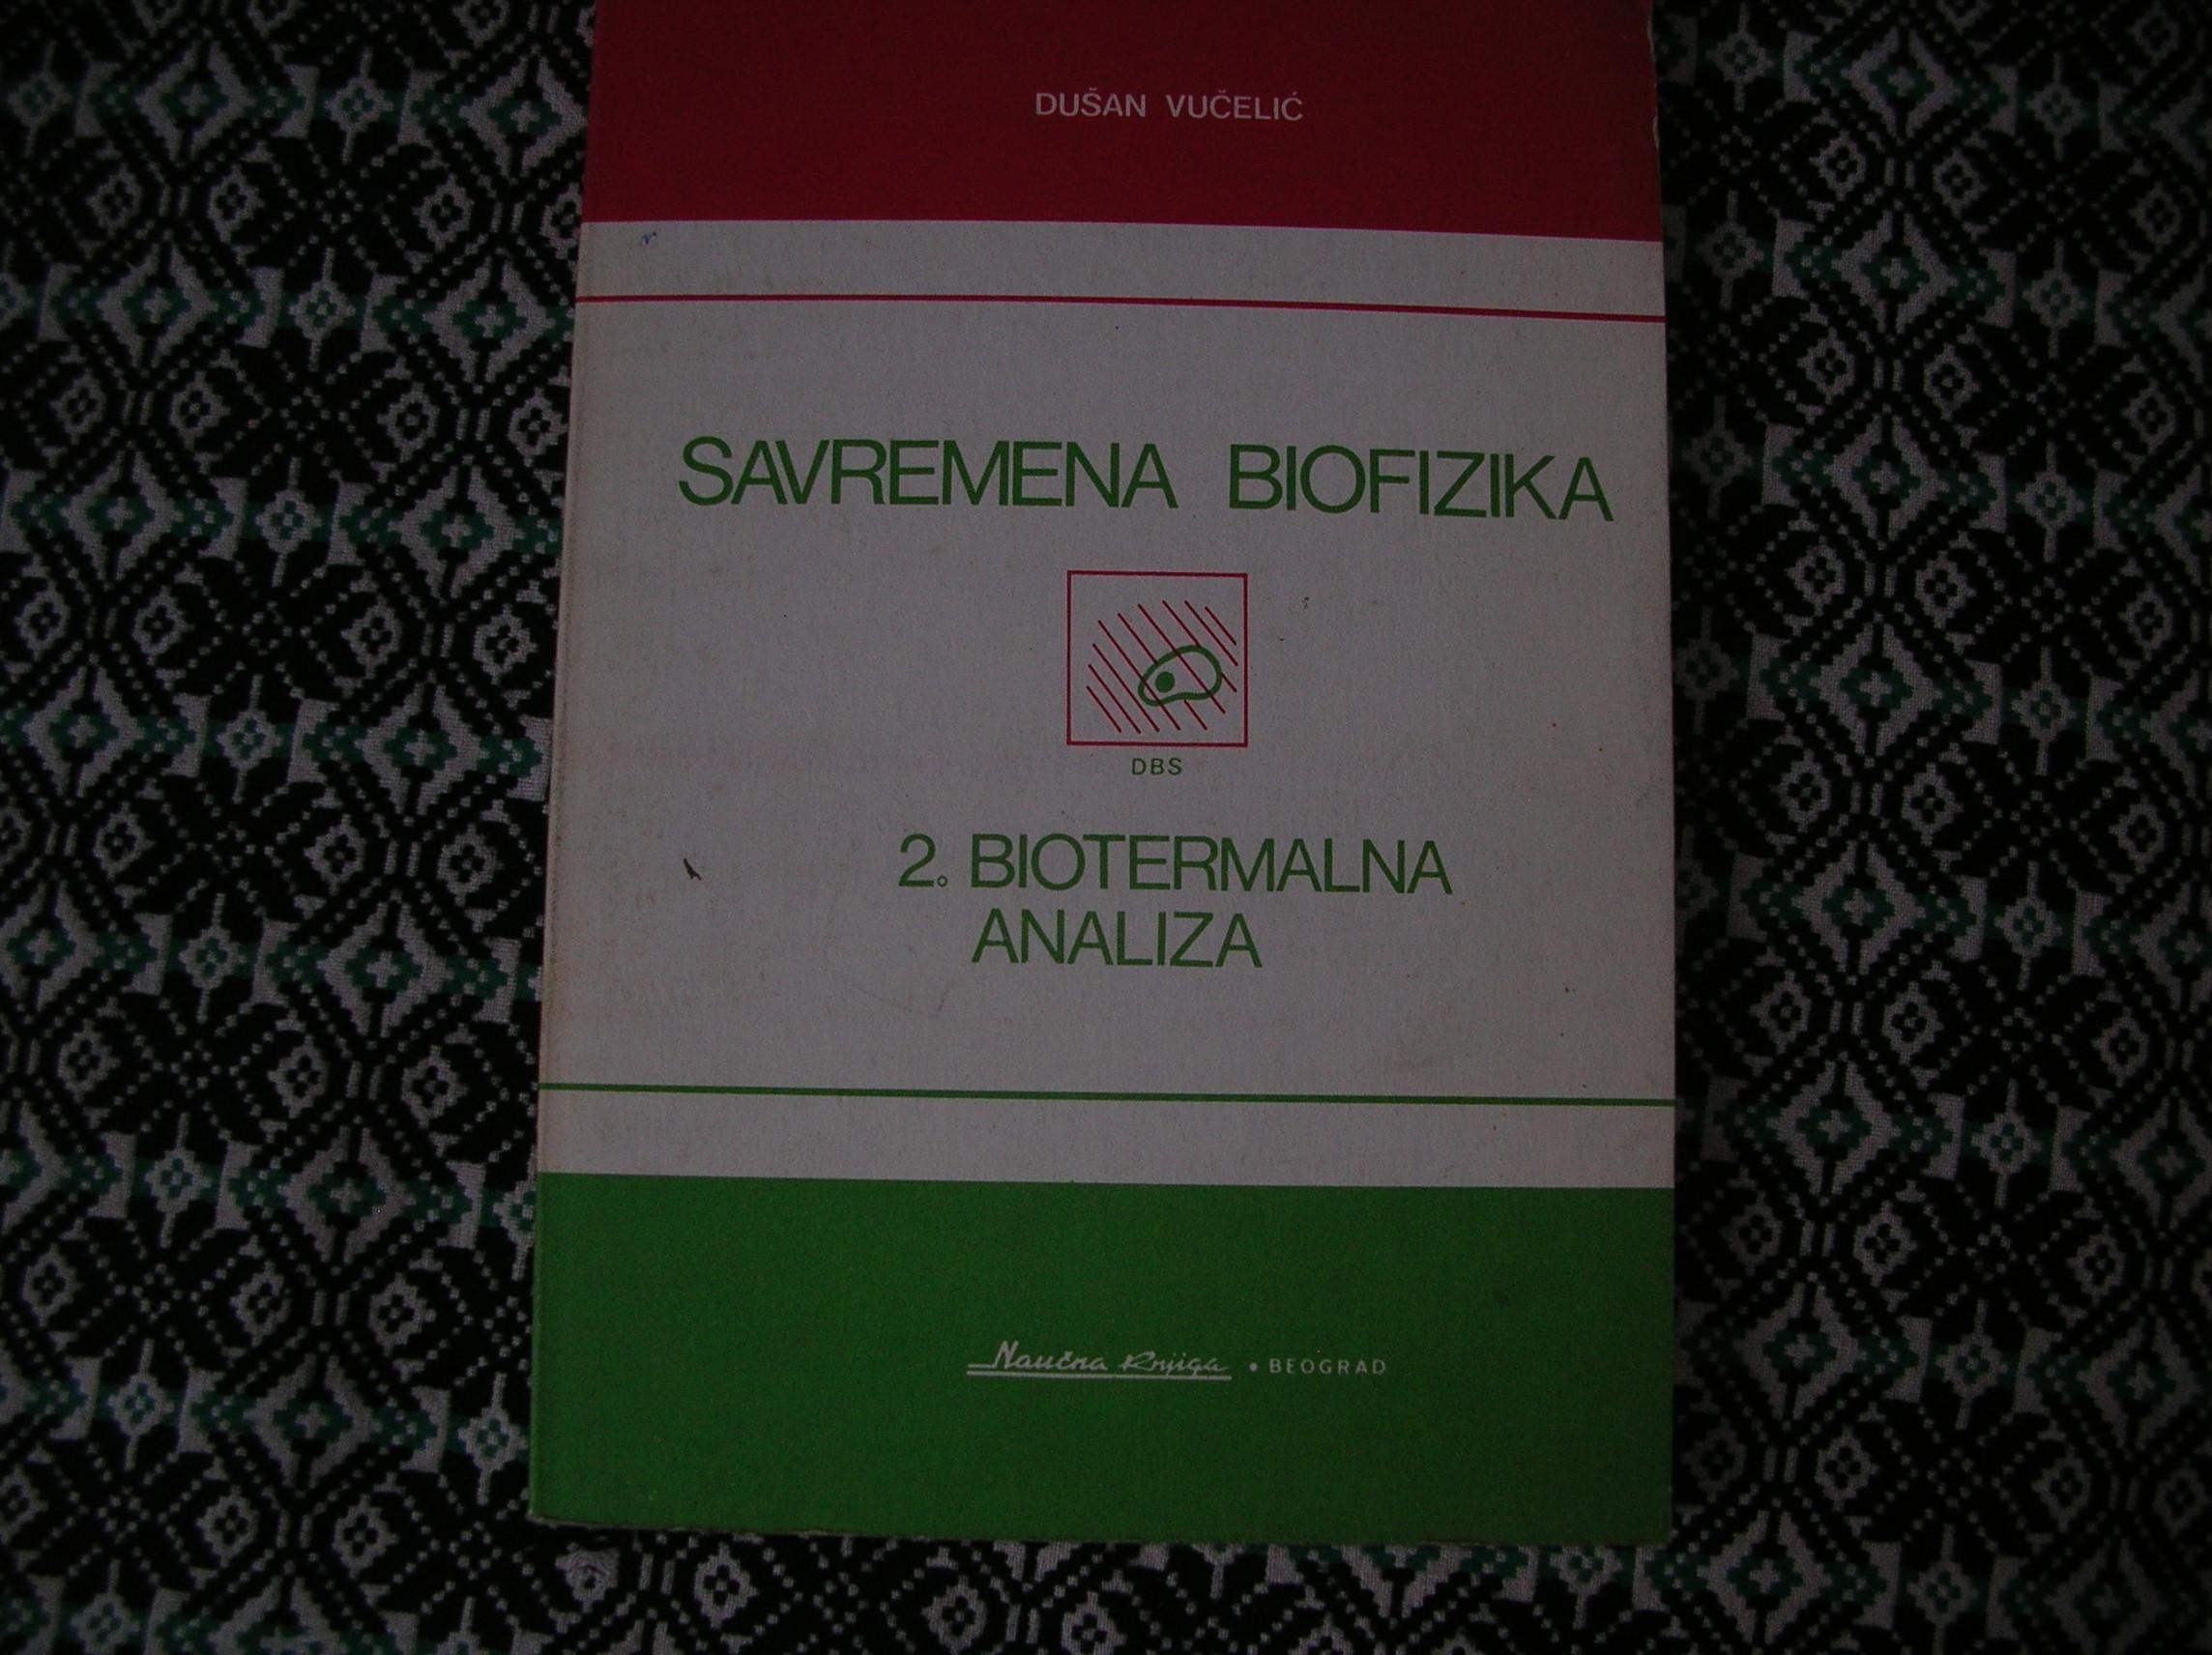 DUŠAN VUČELIĆ
SAVREMENA BIOFIZIKA
DBS
2. BIOTERMALNA
ANALIZA
Naučna Knjiga • BEOGRAD